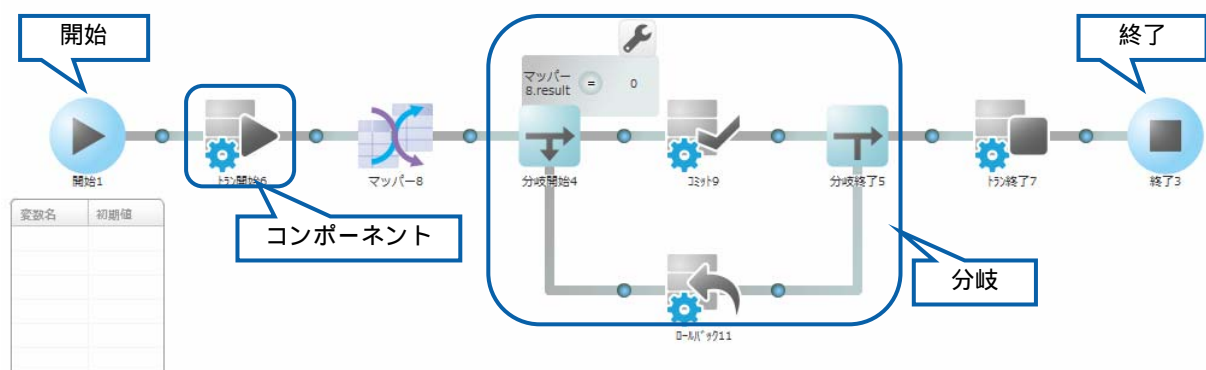 開始
終了
マッパー
8.result
=
0
開始1
ﾄﾗﾝ開始6
マッパー8
分岐開始4
ｺﾐｯﾄ9
分岐終了5
ﾄﾗﾝ終了7
終了3
変数名
初期値
コンポーネント
分岐
ﾛｰﾙﾊﾞｯｸ11